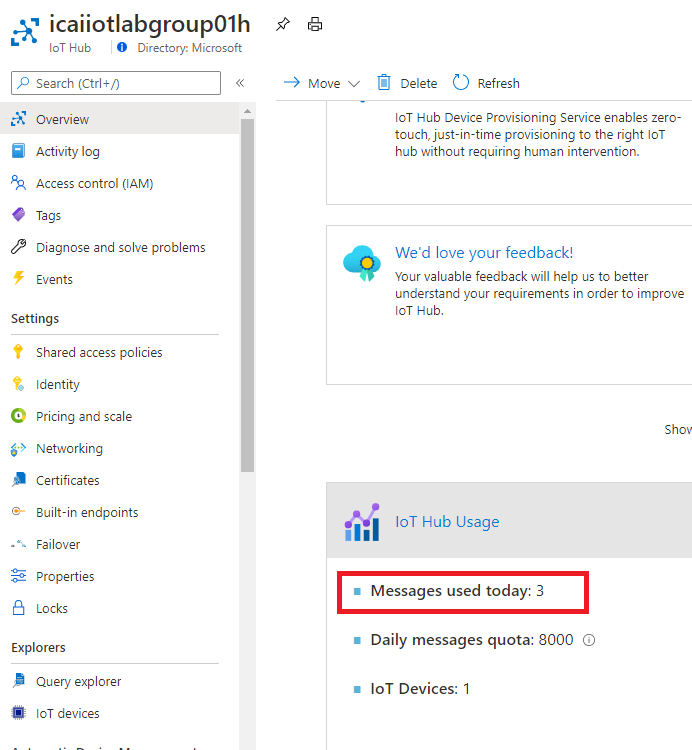 icaiiotlabgroup01h
IoT Hub
Directory: Microsoft
Search (Ctrl+/)
«
Overview
Activity log
Access control (IAM)
Tags
Diagnose and solve problems
Events
Settings
Shared access policies
Identity
Pricing and scale
Networking
Certificates
Built-in endpoints
Failover
Properties
Locks
Explorers
Query explorer
IoT devices
Move
Delete
Refresh
IoT Hub Device Provisioning Service enables zero-
touch, just-in-time provisioning to the right IoT
hub without requiring human intervention.
We'd love your feedback!
Your valuable feedback will help us to better
understand your requirements in order to improve
IoT Hub.
Show
IoT Hub Usage
Messages used today: 3
Daily messages quota: 8000
IoT Devices: 1